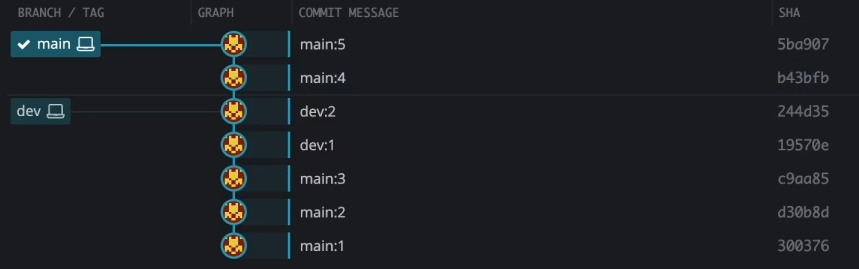 BRANCH / TAG GRAPH COMMIT MESSAGE SHA
main main:5 5ba907
main:4 b43bfb
dev dev:2 244d35
dev:1 19570e
main:3 c9aa85
main:2 d30b8d
main:1 300376